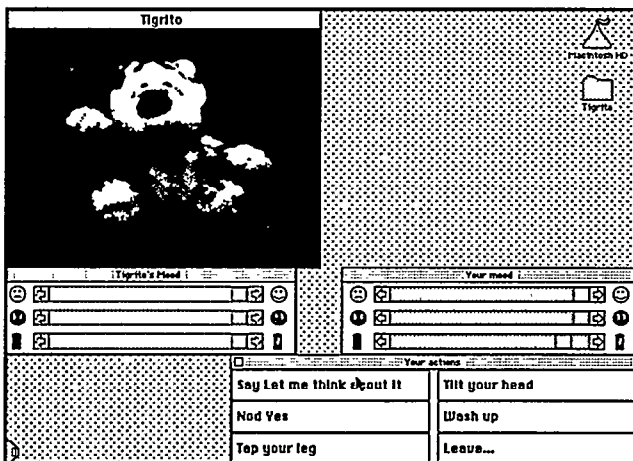 Tigrito
Macintosh HD
Tigrito
Tigrito's Mood
Your mood
Your actions
Say Let me think about it
Tilt your head
Nod Yes
Wash up
Tap your leg
Leave...